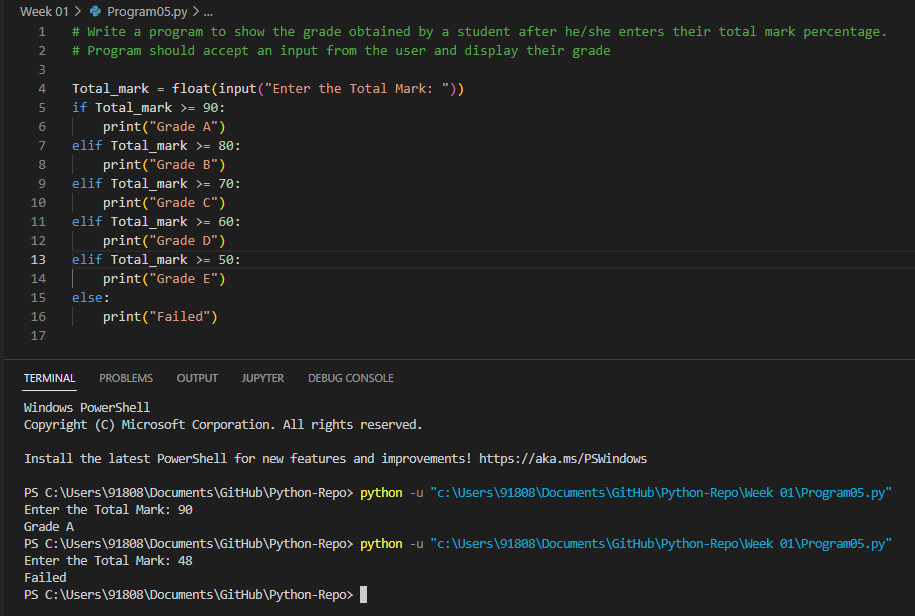 Week 01 > Program05.py > ...
1 # Write a program to show the grade obtained by a student after he/she enters their total mark percentage.
2 # Program should accept an input from the user and display their grade
3
4 Total_mark = float(input("Enter the Total Mark: "))
5 if Total_mark >= 90:
6     print("Grade A")
7 elif Total_mark >= 80:
8     print("Grade B")
9 elif Total_mark >= 70:
10     print("Grade C")
11 elif Total_mark >= 60:
12     print("Grade D")
13 elif Total_mark >= 50:
14     print("Grade E")
15 else:
16     print("Failed")
17
TERMINAL PROBLEMS OUTPUT JUPYTER DEBUG CONSOLE
Windows PowerShell
Copyright (C) Microsoft Corporation. All rights reserved.
Install the latest PowerShell for new features and improvements! https://aka.ms/PSWindows
PS C:\Users\91808\Documents\GitHub\Python-Repo> python -u "c:\Users\91808\Documents\GitHub\Python-Repo\Week 01\Program05.py"
Enter the Total Mark: 90
Grade A
PS C:\Users\91808\Documents\GitHub\Python-Repo> python -u "c:\Users\91808\Documents\GitHub\Python-Repo\Week 01\Program05.py"
Enter the Total Mark: 48
Failed
PS C:\Users\91808\Documents\GitHub\Python-Repo>